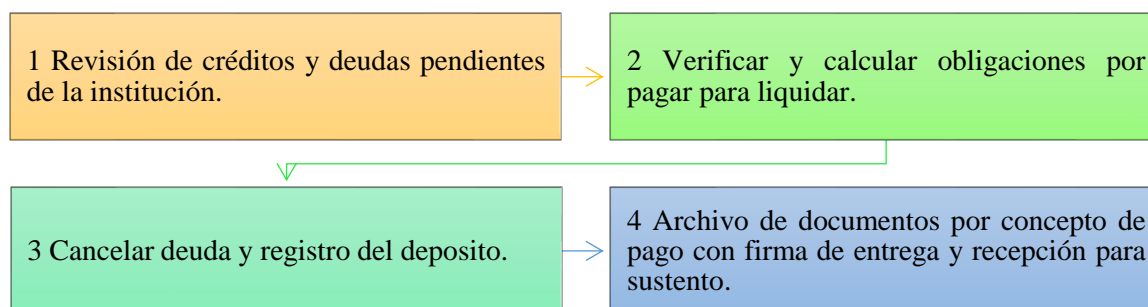 1 Revisión de créditos y deudas pendientes
de la institución.
2 Verificar y calcular obligaciones por
pagar para liquidar.
3 Cancelar deuda y registro del deposito.
4 Archivo de documentos por concepto de
pago con firma de entrega y recepción para
sustento.